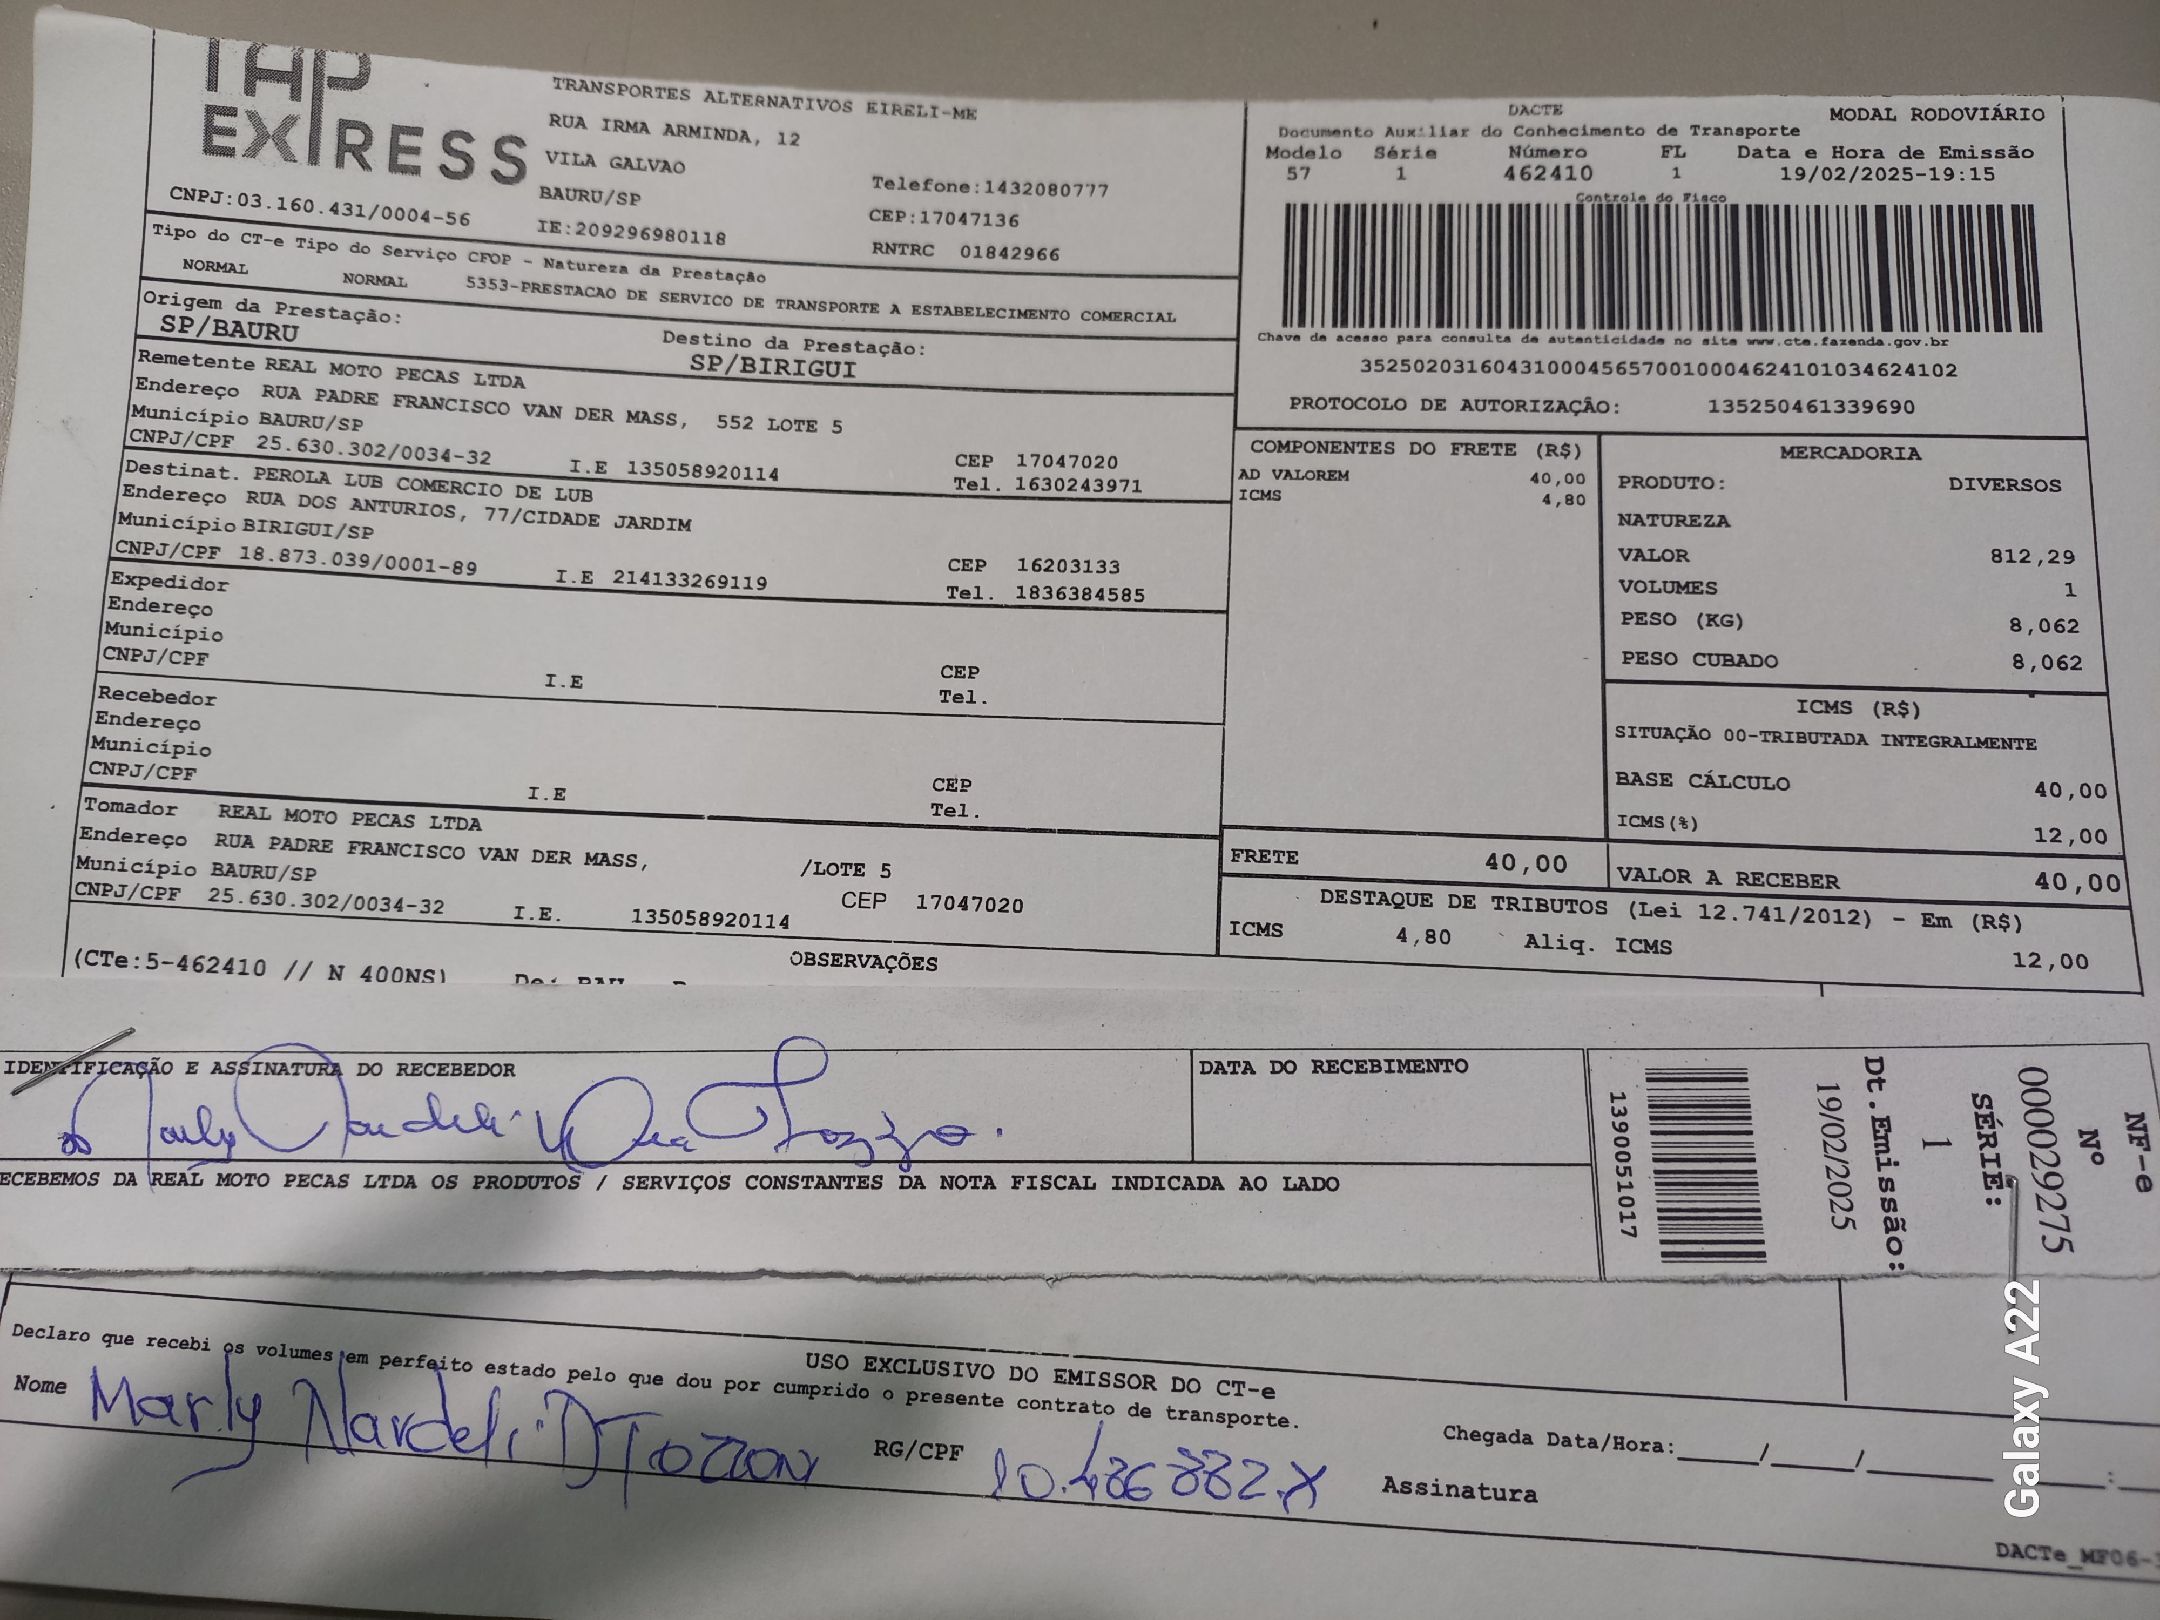 TAP
EXPRESS
TRANSPORTES ALTERNATIVOS EIRELI-ME
RUA IRMA ARMINDA, 12
VILA GALVAO
BAURU/SP
Telefone:1432080777
CEP:17047136
CNPJ:03.160.431/0004-56
IE:209296980118
RNTRC 01842966
DACTE
MODAL RODOVIÁRIO
Documento Auxiliar do Conhecimento de Transporte
Modelo Série Número FL Data e Hora de Emissão
57 1 462410 1 19/02/2025-19:15
Controle do Fisco
Chave de acesso para consulta de autenticidade no site www.cte.fazenda.gov.br
35250203160431000456570010004624101034624102
PROTOCOLO DE AUTORIZAÇÃO: 135250461339690
Tipo do CT-e Tipo do Serviço CFOP - Natureza da Prestação
NORMAL NORMAL 5353-PRESTACAO DE SERVICO DE TRANSPORTE A ESTABELECIMENTO COMERCIAL
Origem da Prestação: Destino da Prestação:
SP/BAURU SP/BIRIGUI
Remetente REAL MOTO PECAS LTDA
Endereço RUA PADRE FRANCISCO VAN DER MASS, 552 LOTE 5
Município BAURU/SP CEP 17047020
CNPJ/CPF 25.630.302/0034-32 I.E 135058920114 Tel. 1630243971
Destinat. PEROLA LUB COMERCIO DE LUB
Endereço RUA DOS ANTURIOS, 77/CIDADE JARDIM
Município BIRIGUI/SP CEP 16203133
CNPJ/CPF 18.873.039/0001-89 I.E 214133269119 Tel. 1836384585
Expedidor
Endereço
Município CEP
CNPJ/CPF I.E Tel.
Recebedor
Endereço
Município CEP
CNPJ/CPF I.E Tel.
Tomador REAL MOTO PECAS LTDA
Endereço RUA PADRE FRANCISCO VAN DER MASS, /LOTE 5
Município BAURU/SP CEP 17047020
CNPJ/CPF 25.630.302/0034-32 I.E. 135058920114
COMPONENTES DO FRETE (R$)
AD VALOREM 40,00
ICMS 4,80
MERCADORIA
PRODUTO: DIVERSOS
NATUREZA
VALOR 812,29
VOLUMES 1
PESO (KG) 8,062
PESO CUBADO 8,062
ICMS (R$)
SITUAÇÃO 00-TRIBUTADA INTEGRALMENTE
BASE CÁLCULO 40,00
ICMS(%) 12,00
FRETE 40,00 VALOR A RECEBER 40,00
DESTAQUE DE TRIBUTOS (Lei 12.741/2012) - Em (R$)
ICMS 4,80 Aliq. ICMS 12,00
OBSERVAÇÕES
(CTe:5-462410 // N 400NS)
IDENTIFICAÇÃO E ASSINATURA DO RECEBEDOR
DATA DO RECEBIMENTO
ECEBEMOS DA REAL MOTO PECAS LTDA OS PRODUTOS / SERVIÇOS CONSTANTES DA NOTA FISCAL INDICADA AO LADO
NF-e
Nº
000029275
SÉRIE:
1
Dt.Emissão:
19/02/2025
1390051017
USO EXCLUSIVO DO EMISSOR DO CT-e
Declaro que recebi os volumes em perfeito estado pelo que dou por cumprido o presente contrato de transporte.
Nome Marly Nardeli RG/CPF 10.486882.X
Chegada Data/Hora:____/____/________:__
Assinatura
Galaxy A22